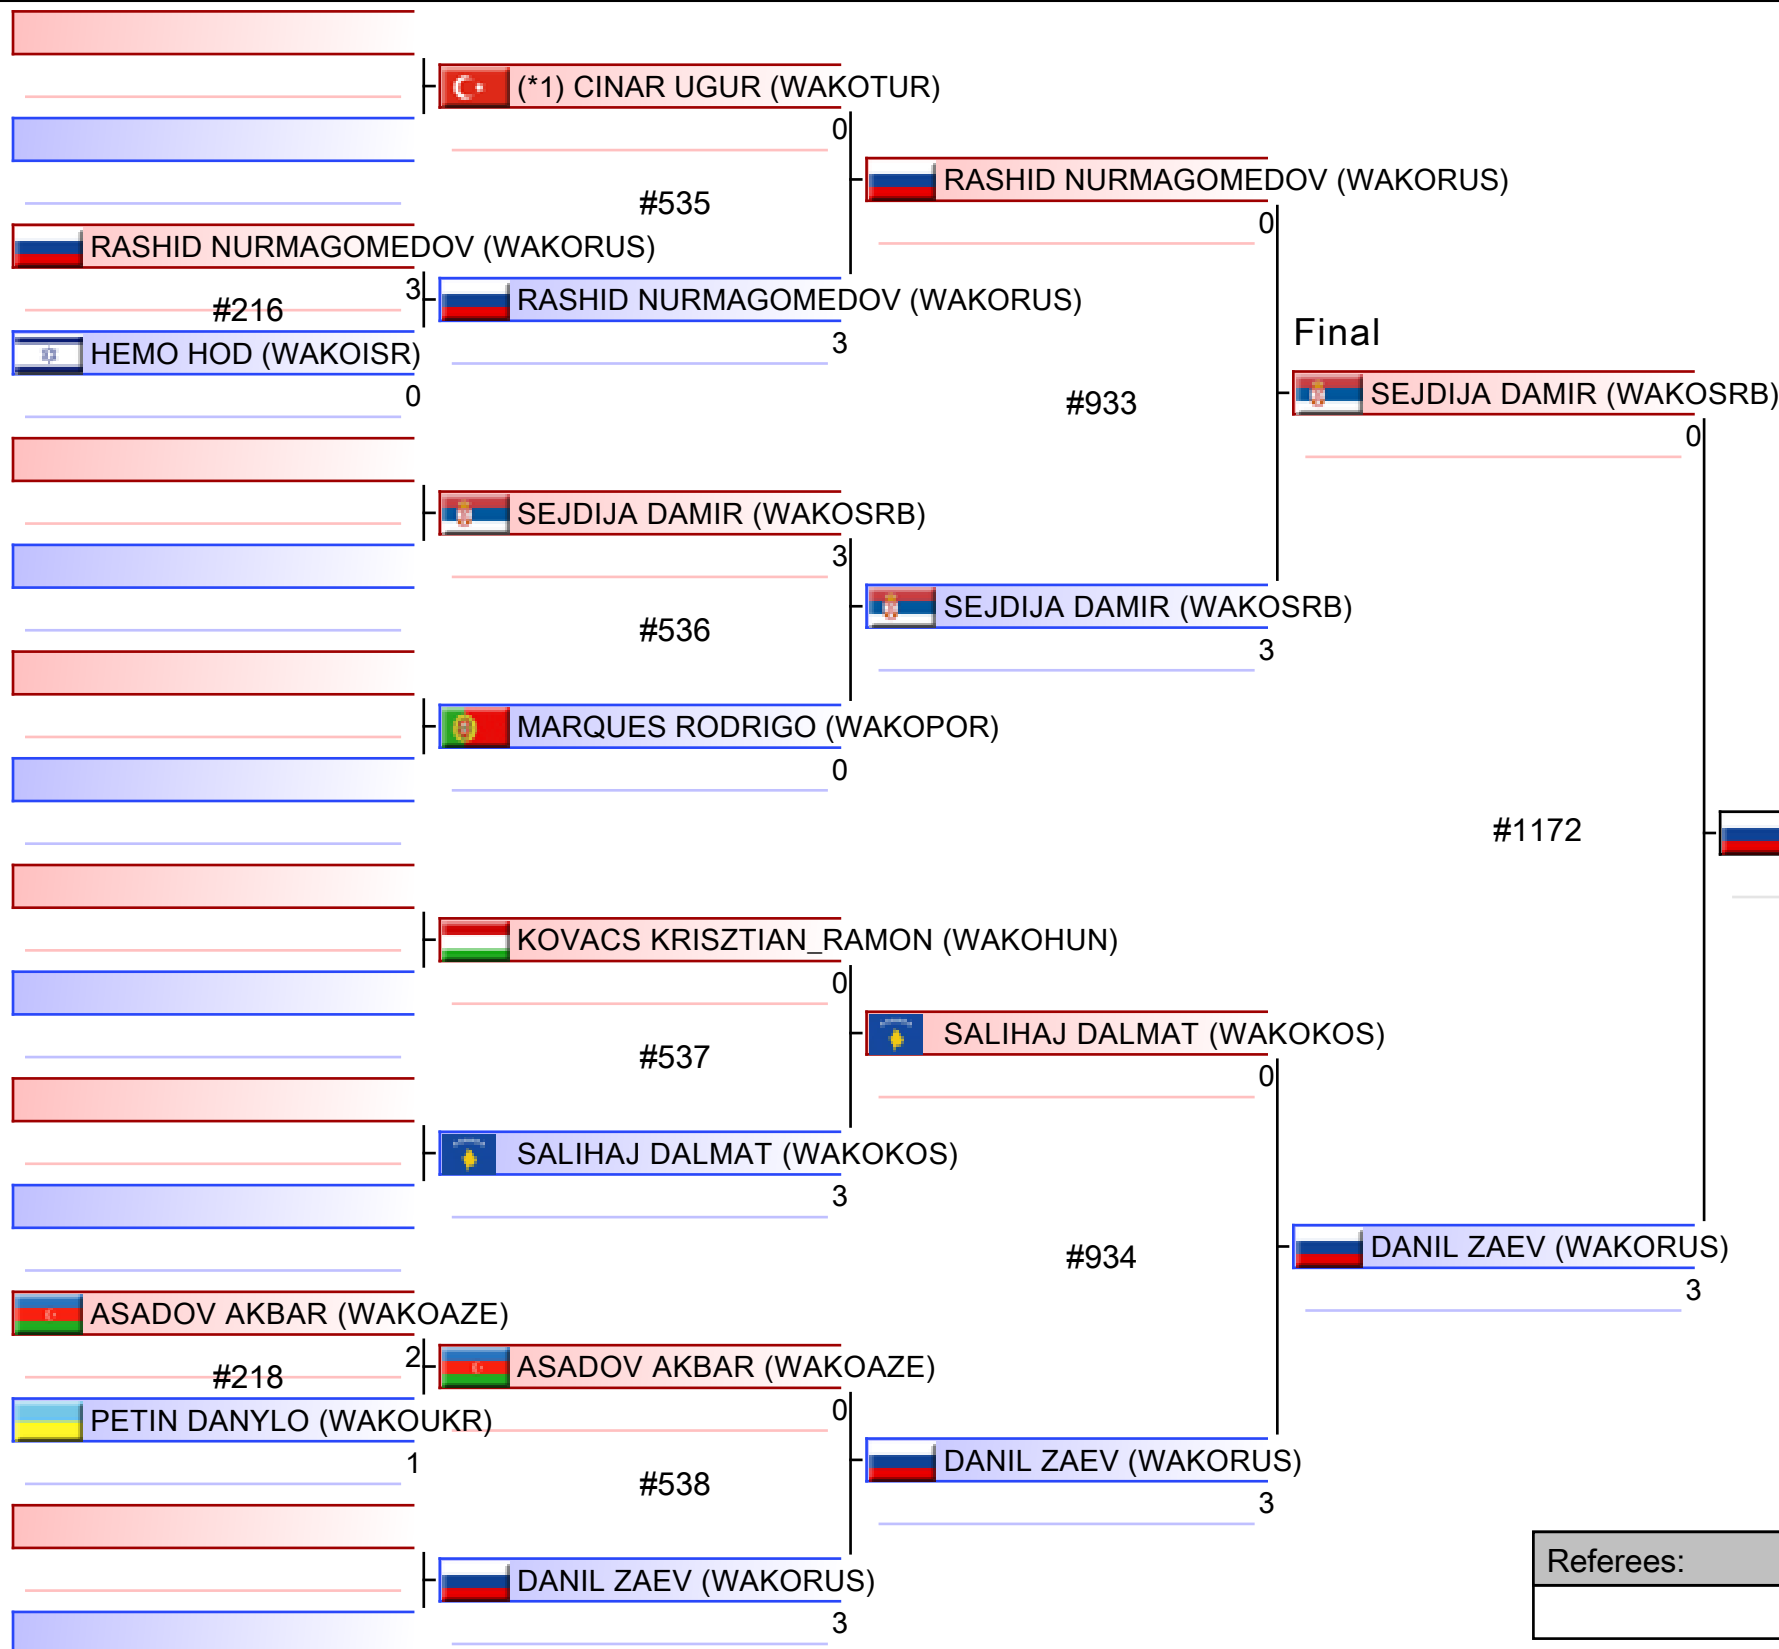 (*1) CINAR UGUR (WAKOTUR)
0
RASHID NURMAGOMEDOV (WAKORUS)
#535
0
RASHID NURMAGOMEDOV (WAKORUS)
3
#216
RASHID NURMAGOMEDOV (WAKORUS)
Final
3
HEMO HOD (WAKOISR)
0
#933
SEJDIJA DAMIR (WAKOSRB)
0
SEJDIJA DAMIR (WAKOSRB)
3
SEJDIJA DAMIR (WAKOSRB)
#536
3
MARQUES RODRIGO (WAKOPOR)
0
#1172
KOVACS KRISZTIAN_RAMON (WAKOHUN)
0
SALIHAJ DALMAT (WAKOKOS)
#537
0
SALIHAJ DALMAT (WAKOKOS)
3
#934
DANIL ZAEV (WAKORUS)
3
ASADOV AKBAR (WAKOAZE)
2
#218
ASADOV AKBAR (WAKOAZE)
0
PETIN DANYLO (WAKOUKR)
1
DANIL ZAEV (WAKORUS)
#538
3
Referees:
DANIL ZAEV (WAKORUS)
3